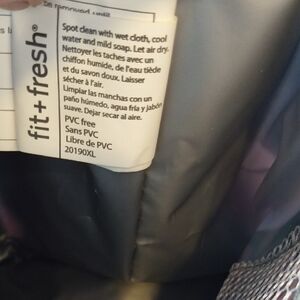 fit+fresh®
Spot clean with wet cloth, cool
water and mild soap. Let air dry.
Nettoyer les taches avec un
chiffon humide, de l'eau tiède
et du savon doux. Laisser
sécher à l'air.
Limpiar las manchas con un
paño húmedo, agua fría y jabón
suave. Dejar secar al aire.
PVC free
Sans PVC
Libre de PVC
20190XL